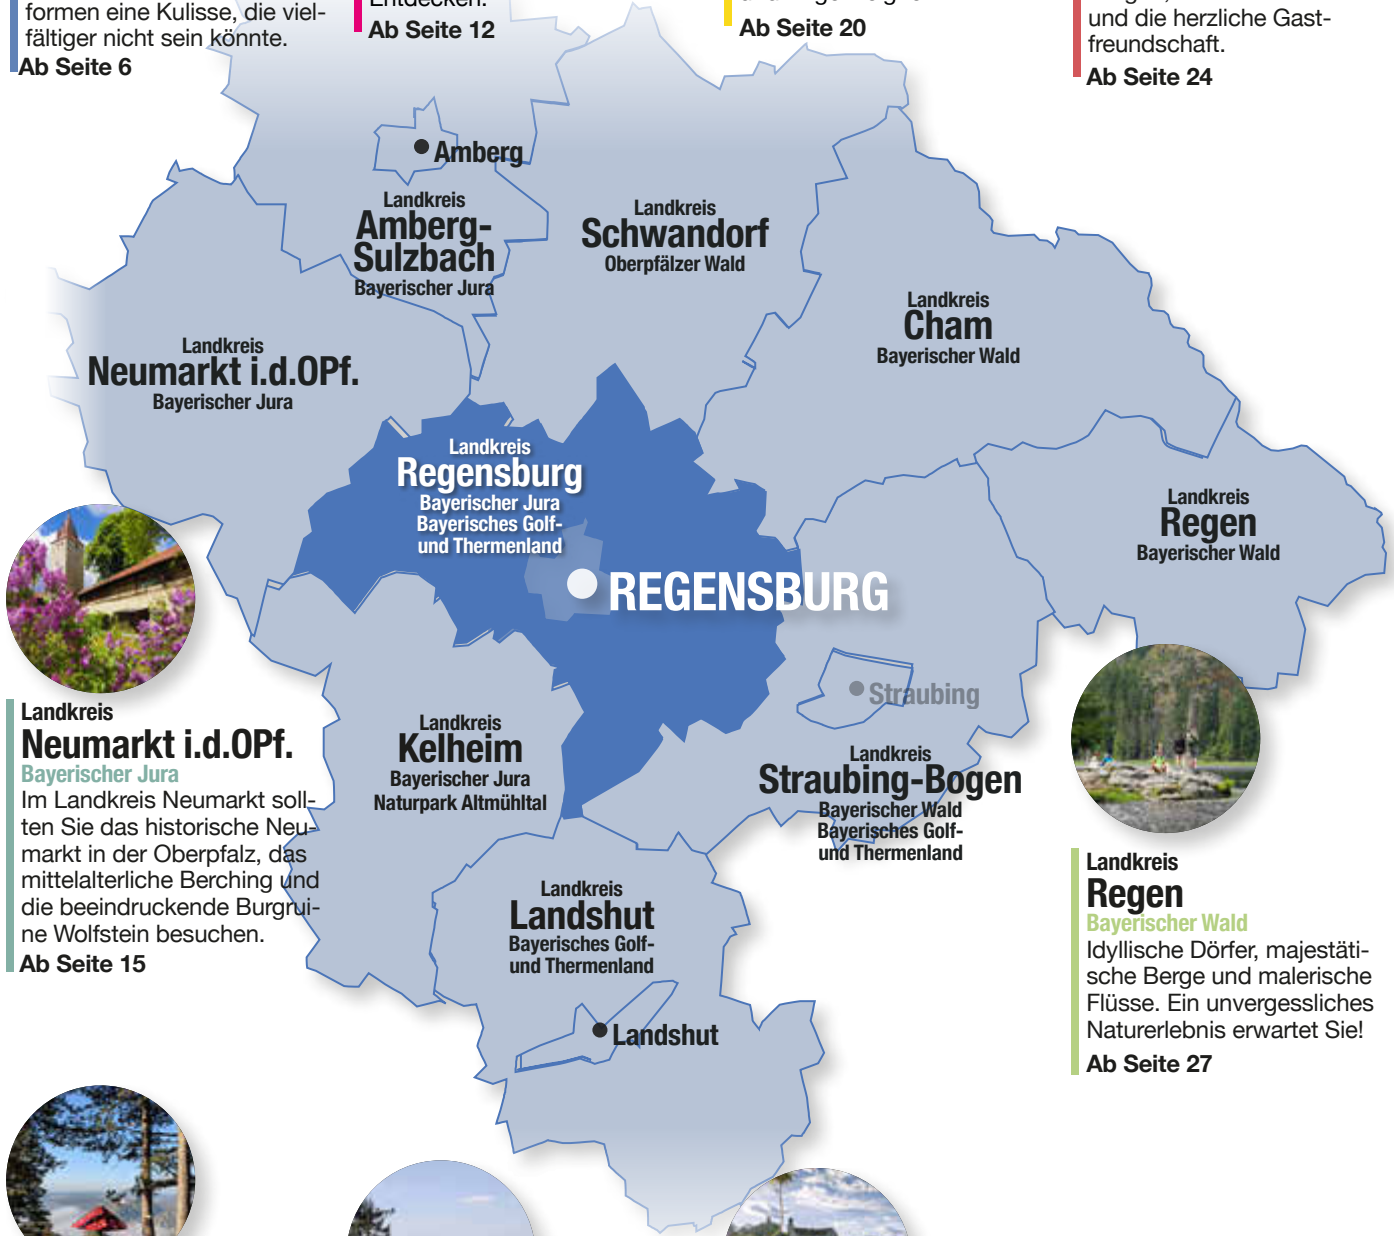 formen eine Kulisse, die viel-
fältiger nicht sein könnte.
Ab Seite 6
Entdecken.
Ab Seite 12
Ab Seite 20
und die herzliche Gast-
freundschaft.
Ab Seite 24
Amberg
Landkreis
Amberg-
Sulzbach
Bayerischer Jura
Landkreis
Schwandorf
Oberpfälzer Wald
Landkreis
Cham
Bayerischer Wald
Landkreis
Neumarkt i.d.OPf.
Bayerischer Jura
Landkreis
Regensburg
Bayerischer Jura
Bayerisches Golf-
und Thermenland
REGENSBURG
Landkreis
Regen
Bayerischer Wald
Straubing
Landkreis
Straubing-Bogen
Bayerischer Wald
Bayerisches Golf-
und Thermenland
Landkreis
Kelheim
Bayerischer Jura
Naturpark Altmühltal
Landkreis
Landshut
Bayerisches Golf-
und Thermenland
Landshut
Landkreis
Neumarkt i.d.OPf.
Bayerischer Jura
Im Landkreis Neumarkt soll-
ten Sie das historische Neu-
markt in der Oberpfalz, das
mittelalterliche Berching und
die beeindruckende Burgrui-
ne Wolfstein besuchen.
Ab Seite 15
Landkreis
Regen
Bayerischer Wald
Idyllische Dörfer, majestäti-
sche Berge und malerische
Flüsse. Ein unvergessliches
Naturerlebnis erwartet Sie!
Ab Seite 27